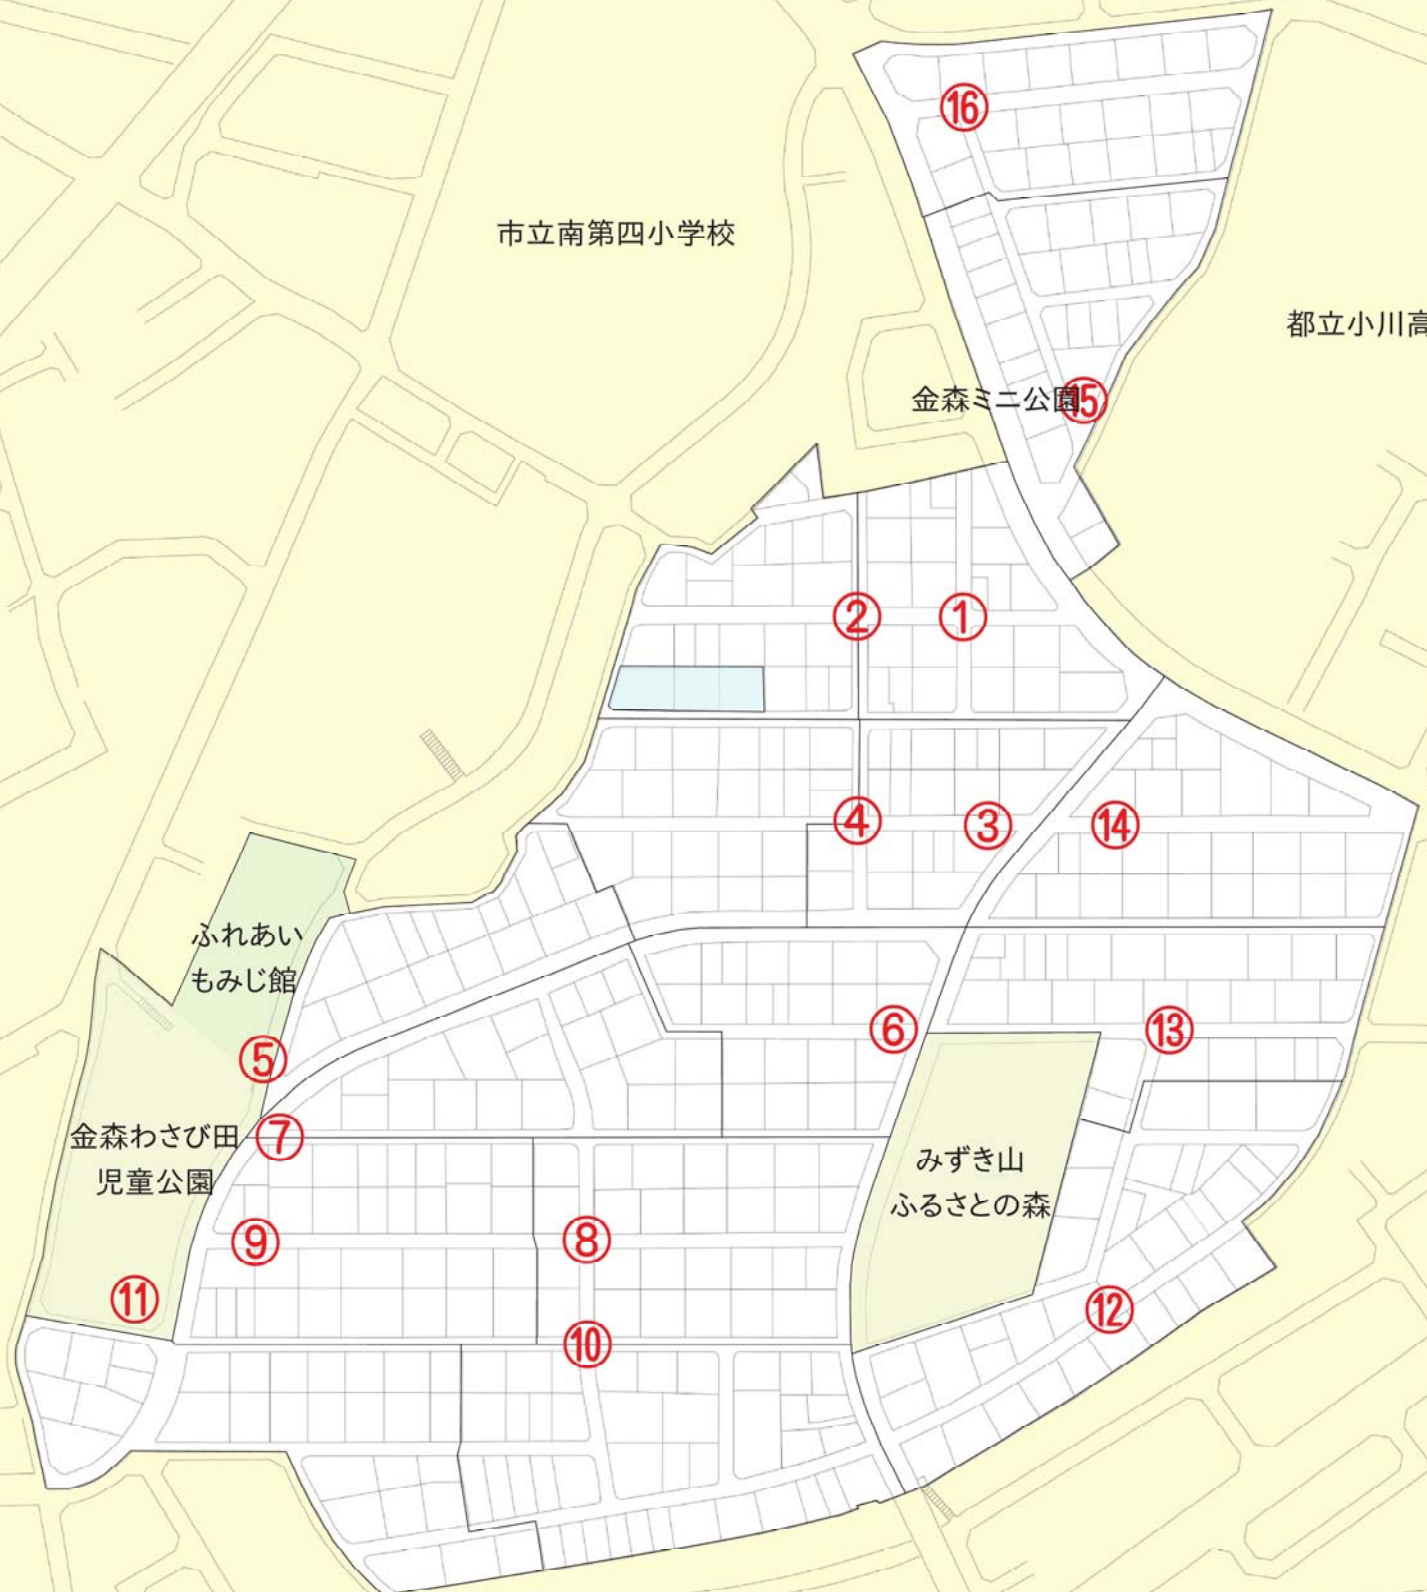 ⑯
市立南第四小学校
都立小川高
金森ミニ公園
⑮
②
①
④
③
⑭
ふれあい
もみじ館
⑤
⑥
⑬
金森わさび田
児童公園
⑦
みずき山
ふるさとの森
⑨
⑧
⑪
⑫
⑩